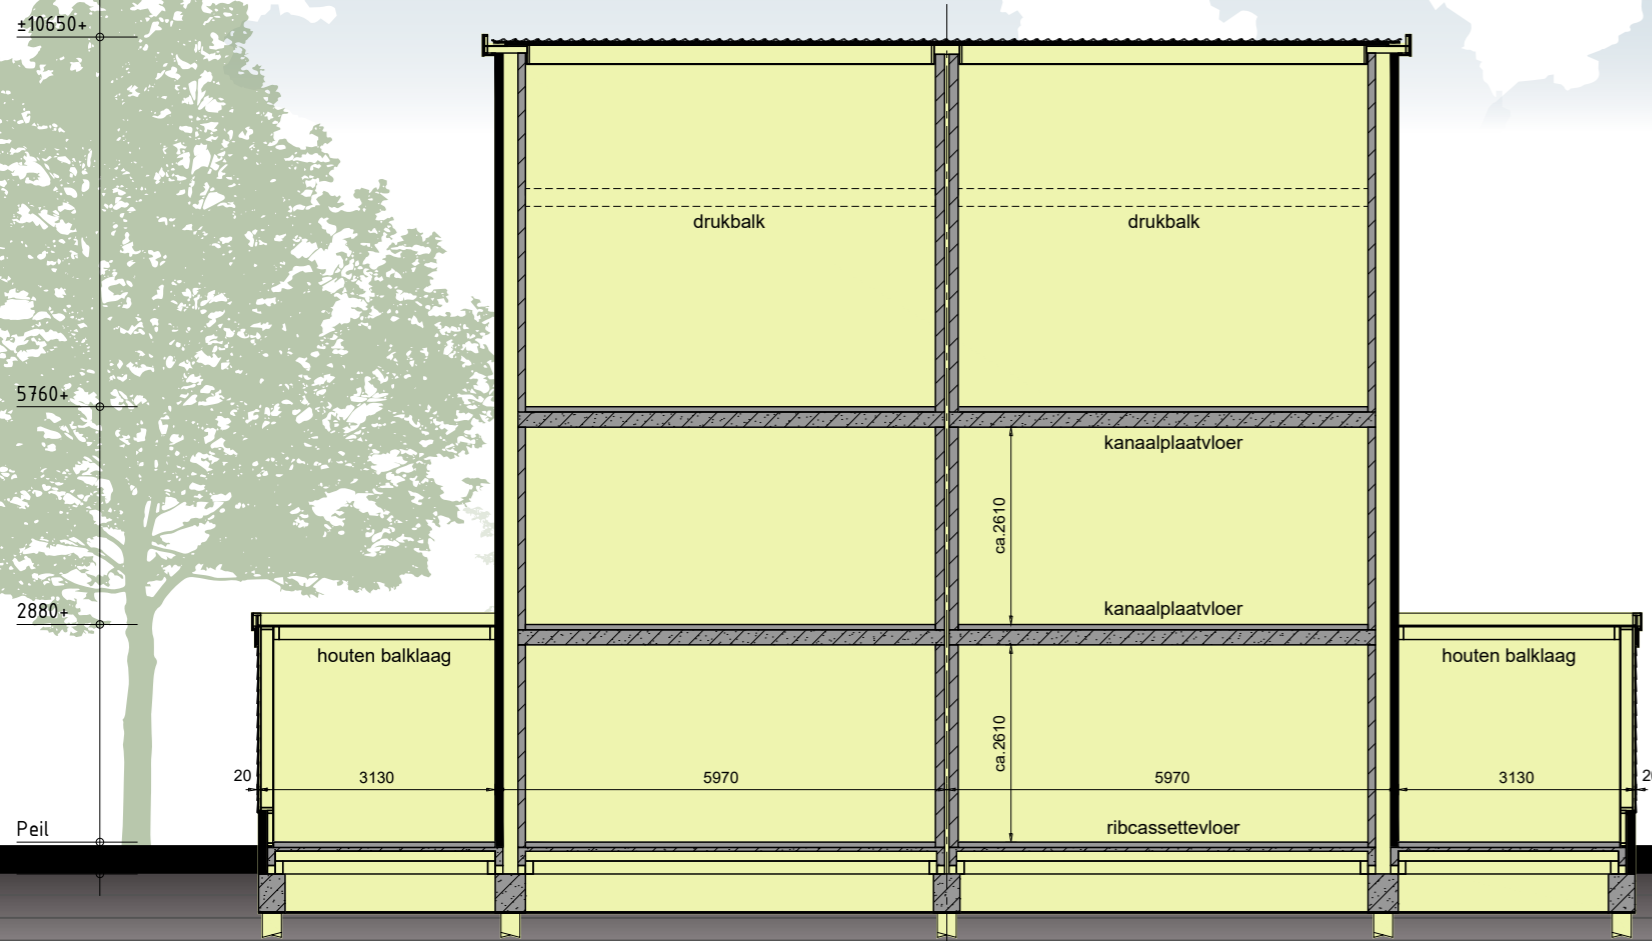 ±10650+
drukbalk
drukbalk
5760+
kanaalplaatvloer
ca.2610
kanaalplaatvloer
2880+
houten balklaag
houten balklaag
ca.2610
20
3130
5970
5970
3130
Peil
ribcassettevloer